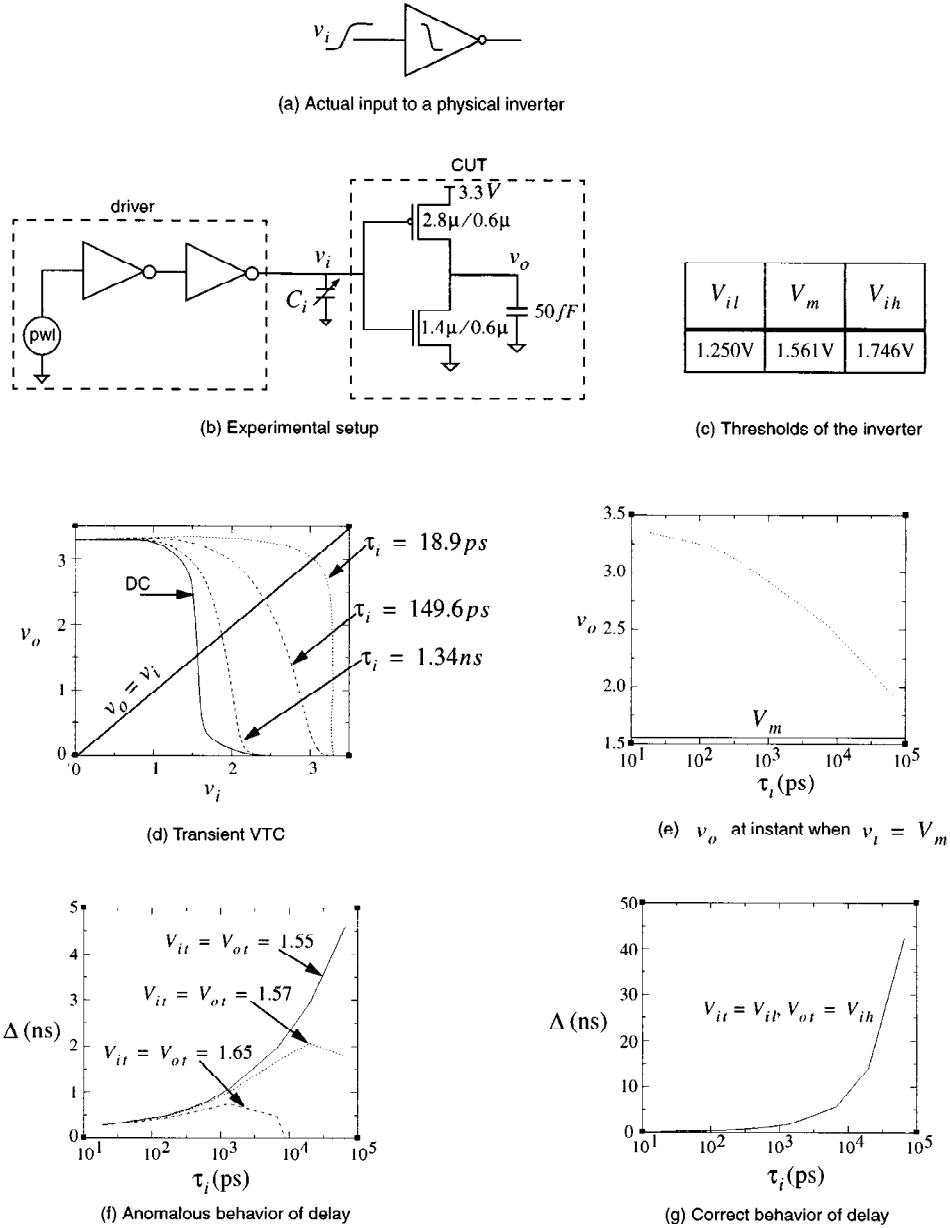 v_i
(a) Actual input to a physical inverter
CUT
driver
3.3V
2.8μ/0.6μ
v_i
v_o
C_i
50fF
pwl
1.4μ/0.6μ
V_il V_m V_ih
1.250V 1.561V 1.746V
(b) Experimental setup
(c) Thresholds of the inverter
3
2
1
0
v_o
DC
v_o = v_i
τ_i = 18.9ps
τ_i = 149.6ps
τ_i = 1.34ns
0 1 2 3
v_i
(d) Transient VTC
3.5
3.0
2.5
2.0
1.5
v_o
V_m
10^1 10^2 10^3 10^4 10^5
τ_i(ps)
(e) v_o at instant when v_i = V_m
5
4
3
2
1
0
Δ(ns)
V_it = V_ot = 1.55
V_it = V_ot = 1.57
V_it = V_ot = 1.65
10^1 10^2 10^3 10^4 10^5
τ_i(ps)
(f) Anomalous behavior of delay
50
40
30
20
10
0
Δ(ns)
V_it = V_il, V_ot = V_ih
10^1 10^2 10^3 10^4 10^5
τ_i(ps)
(g) Correct behavior of delay